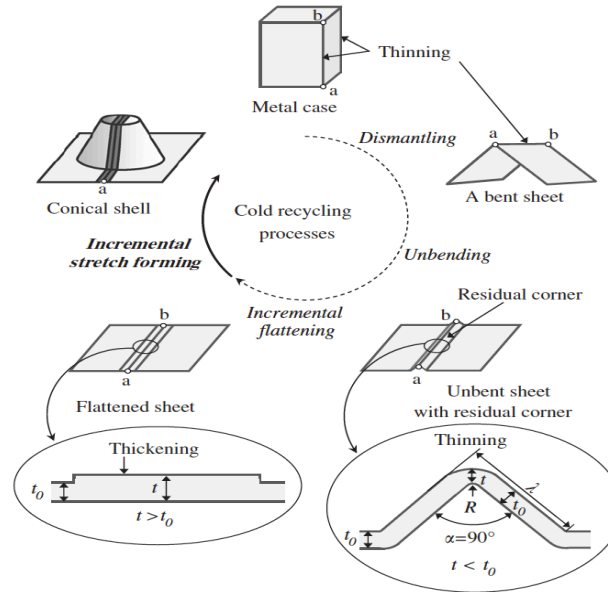 b
Thinning
a
Metal case
Dismantling
a b
A bent sheet
a
Conical shell
Cold recycling
processes
Incremental
stretch forming
Unbending
Incremental
flattening
Residual corner
b
a
Flattened sheet
b
a
Unbent sheet
with residual corner
Thickening
t₀
t
t > t₀
Thinning
t
t₀
R
t₀
α=90°
t < t₀